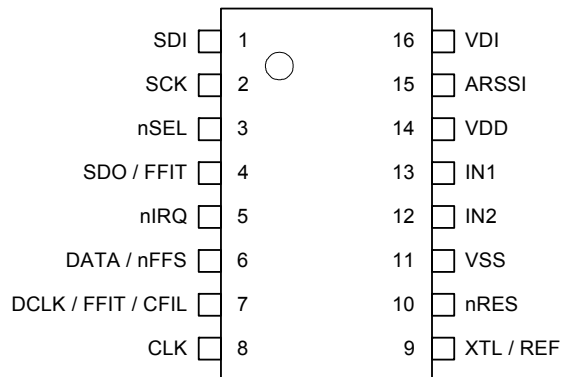 SDI 1 16 VDI
SCK 2 15 ARSSI
nSEL 3 14 VDD
SDO / FFIT 4 13 IN1
nIRQ 5 12 IN2
DATA / nFFS 6 11 VSS
DCLK / FFIT / CFIL 7 10 nRES
CLK 8 9 XTL / REF